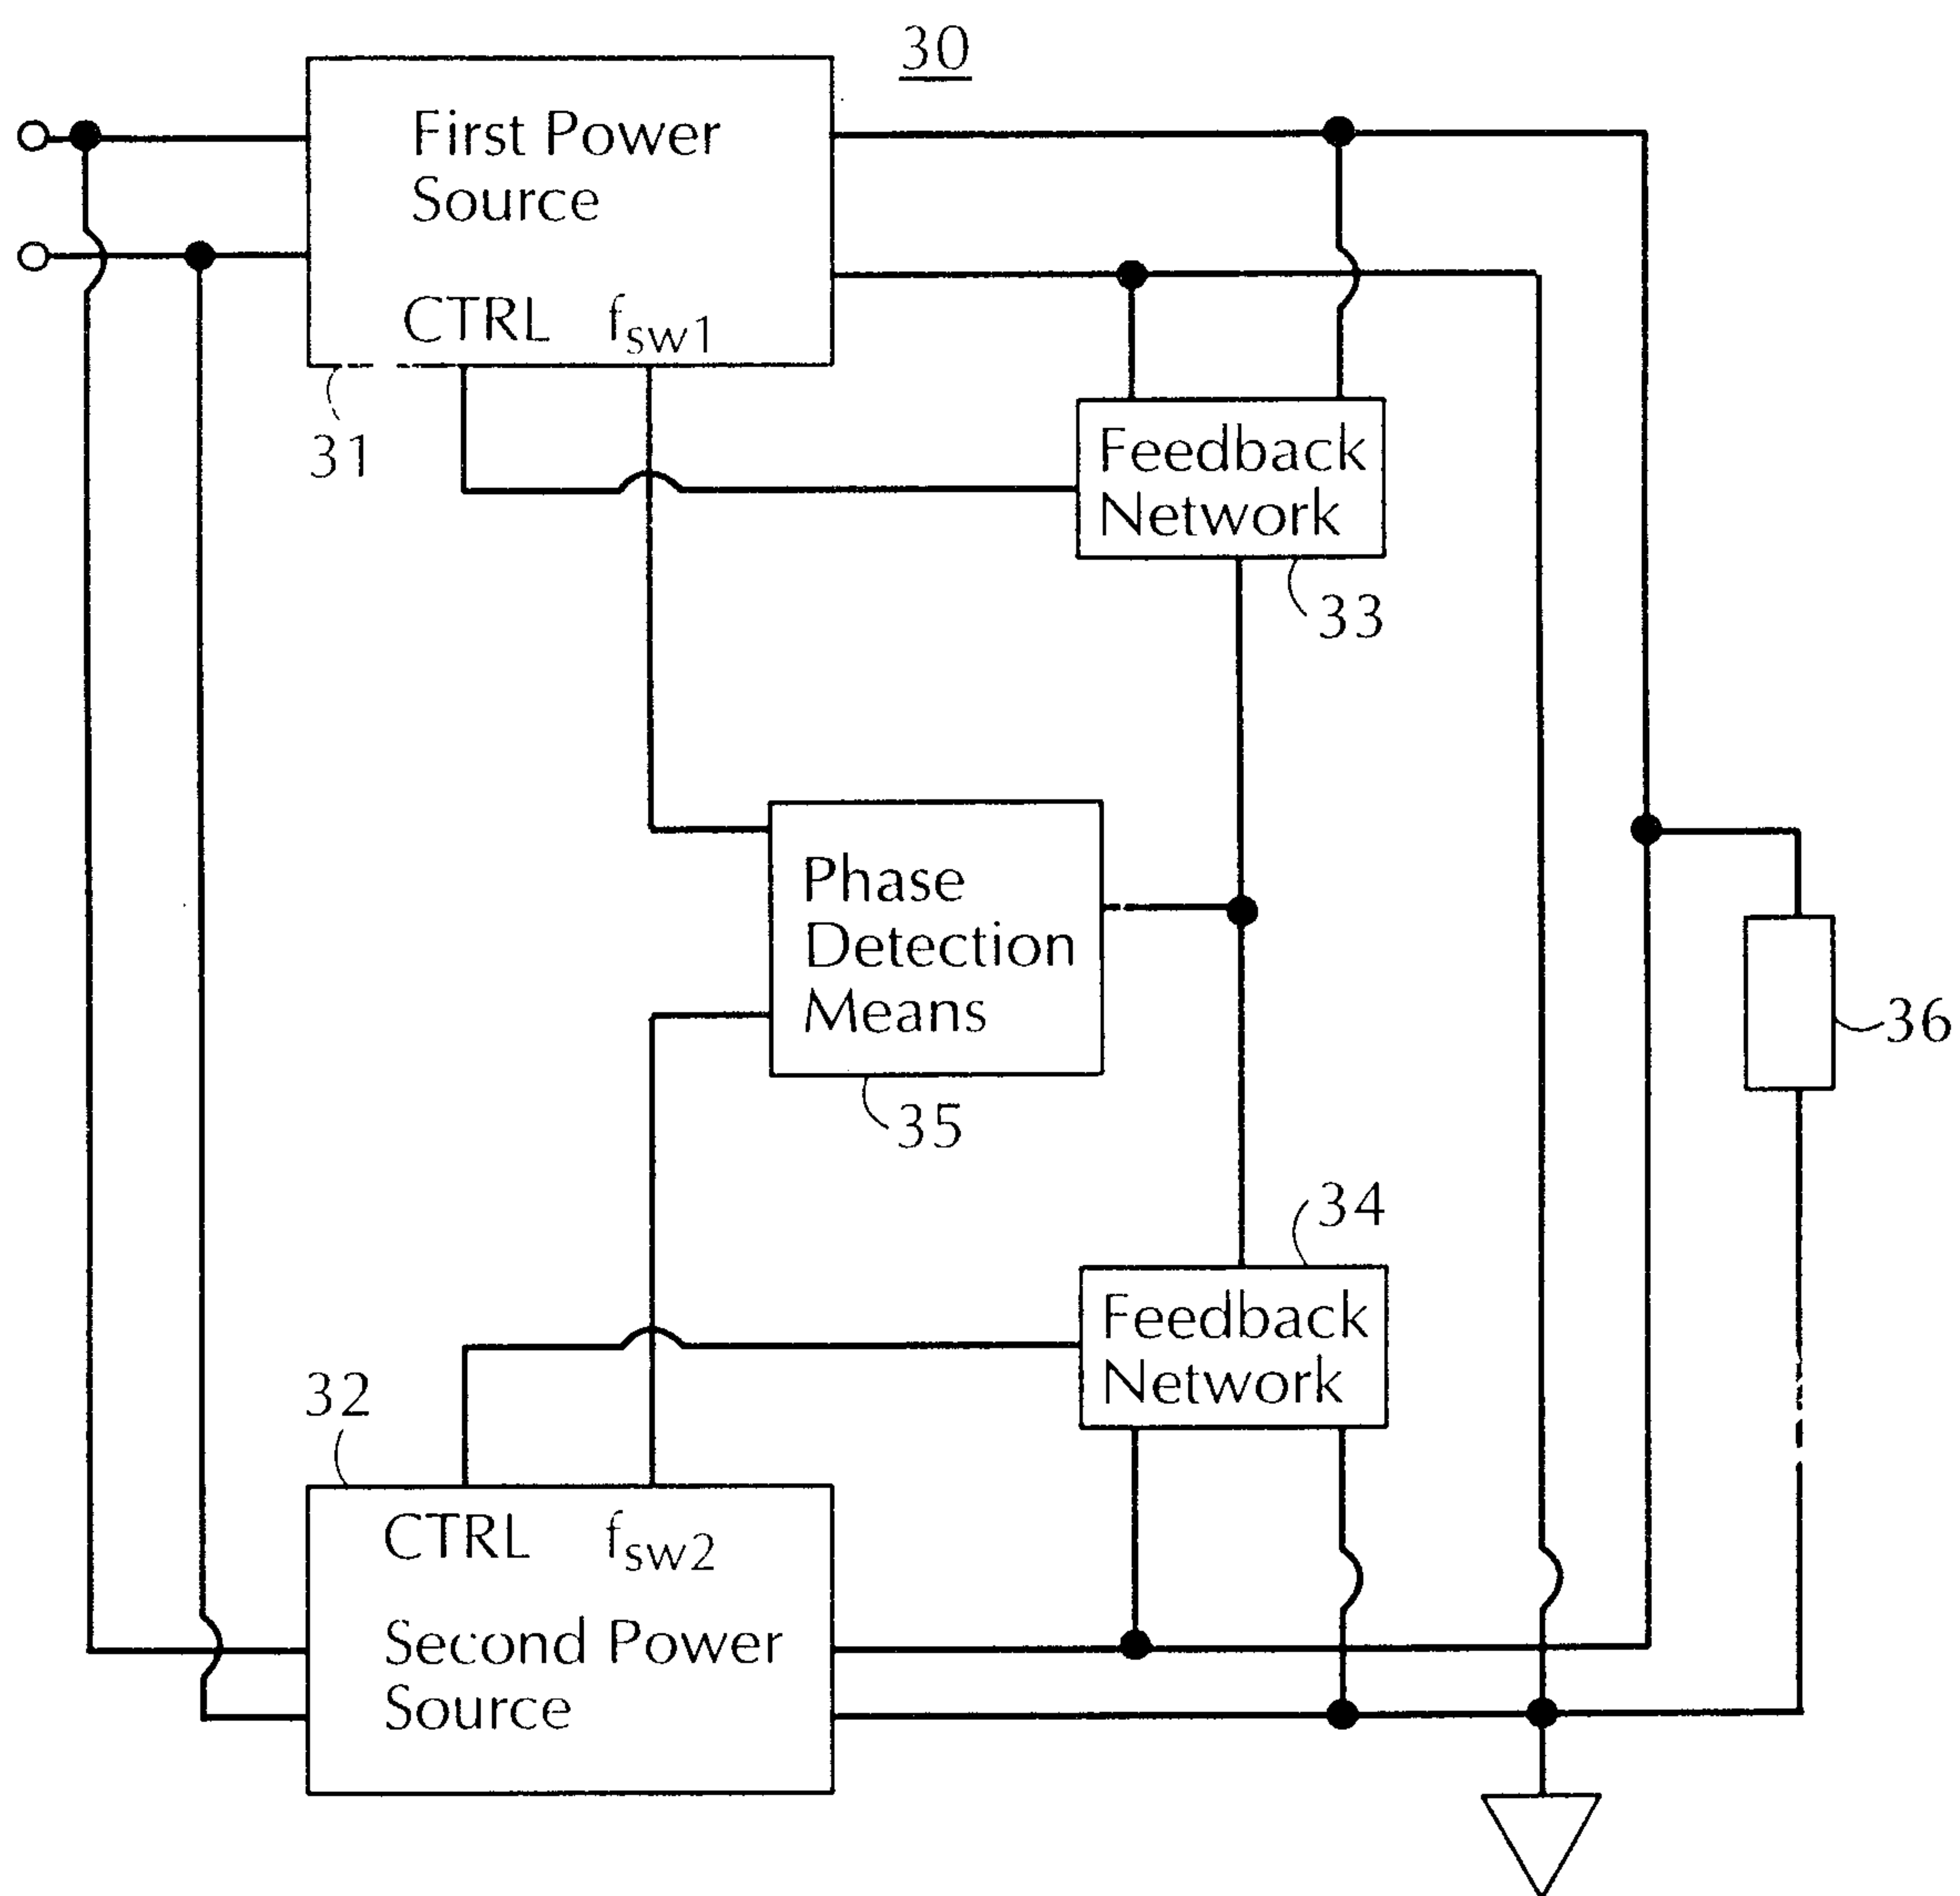 30
First Power
Source
CTRL fsw1
31
Feedback
Network
33
Phase
Detection
Means
35
36
34
Feedback
Network
32
CTRL fsw2
Second Power
Source